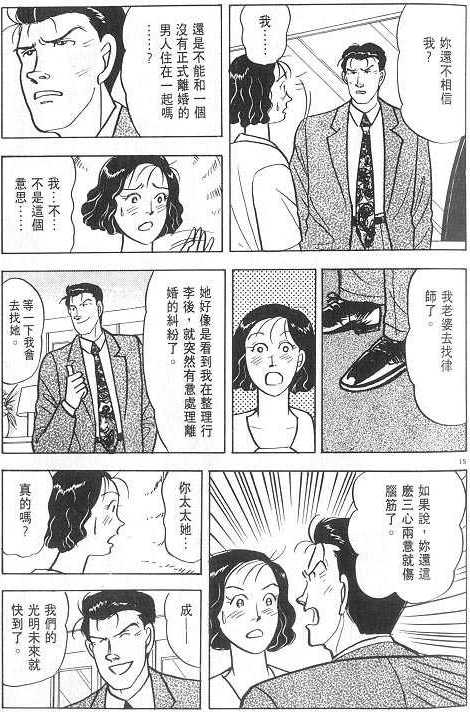 妳還不相信
我？
我…
還是不能和一個
沒有正式離婚的
男人住在一起嗎
……？
我…不…
不是這個
意思……
我老婆去找律
師了。
她好像是看到我在整理行
李後，就突然有意處理離
婚的糾紛了。
等一下我會
去找她。
15
如果說，妳還這
麼三心兩意就傷
腦筋了。
你太太她…
真的嗎？
成——
我們的
光明未來就
快到了。